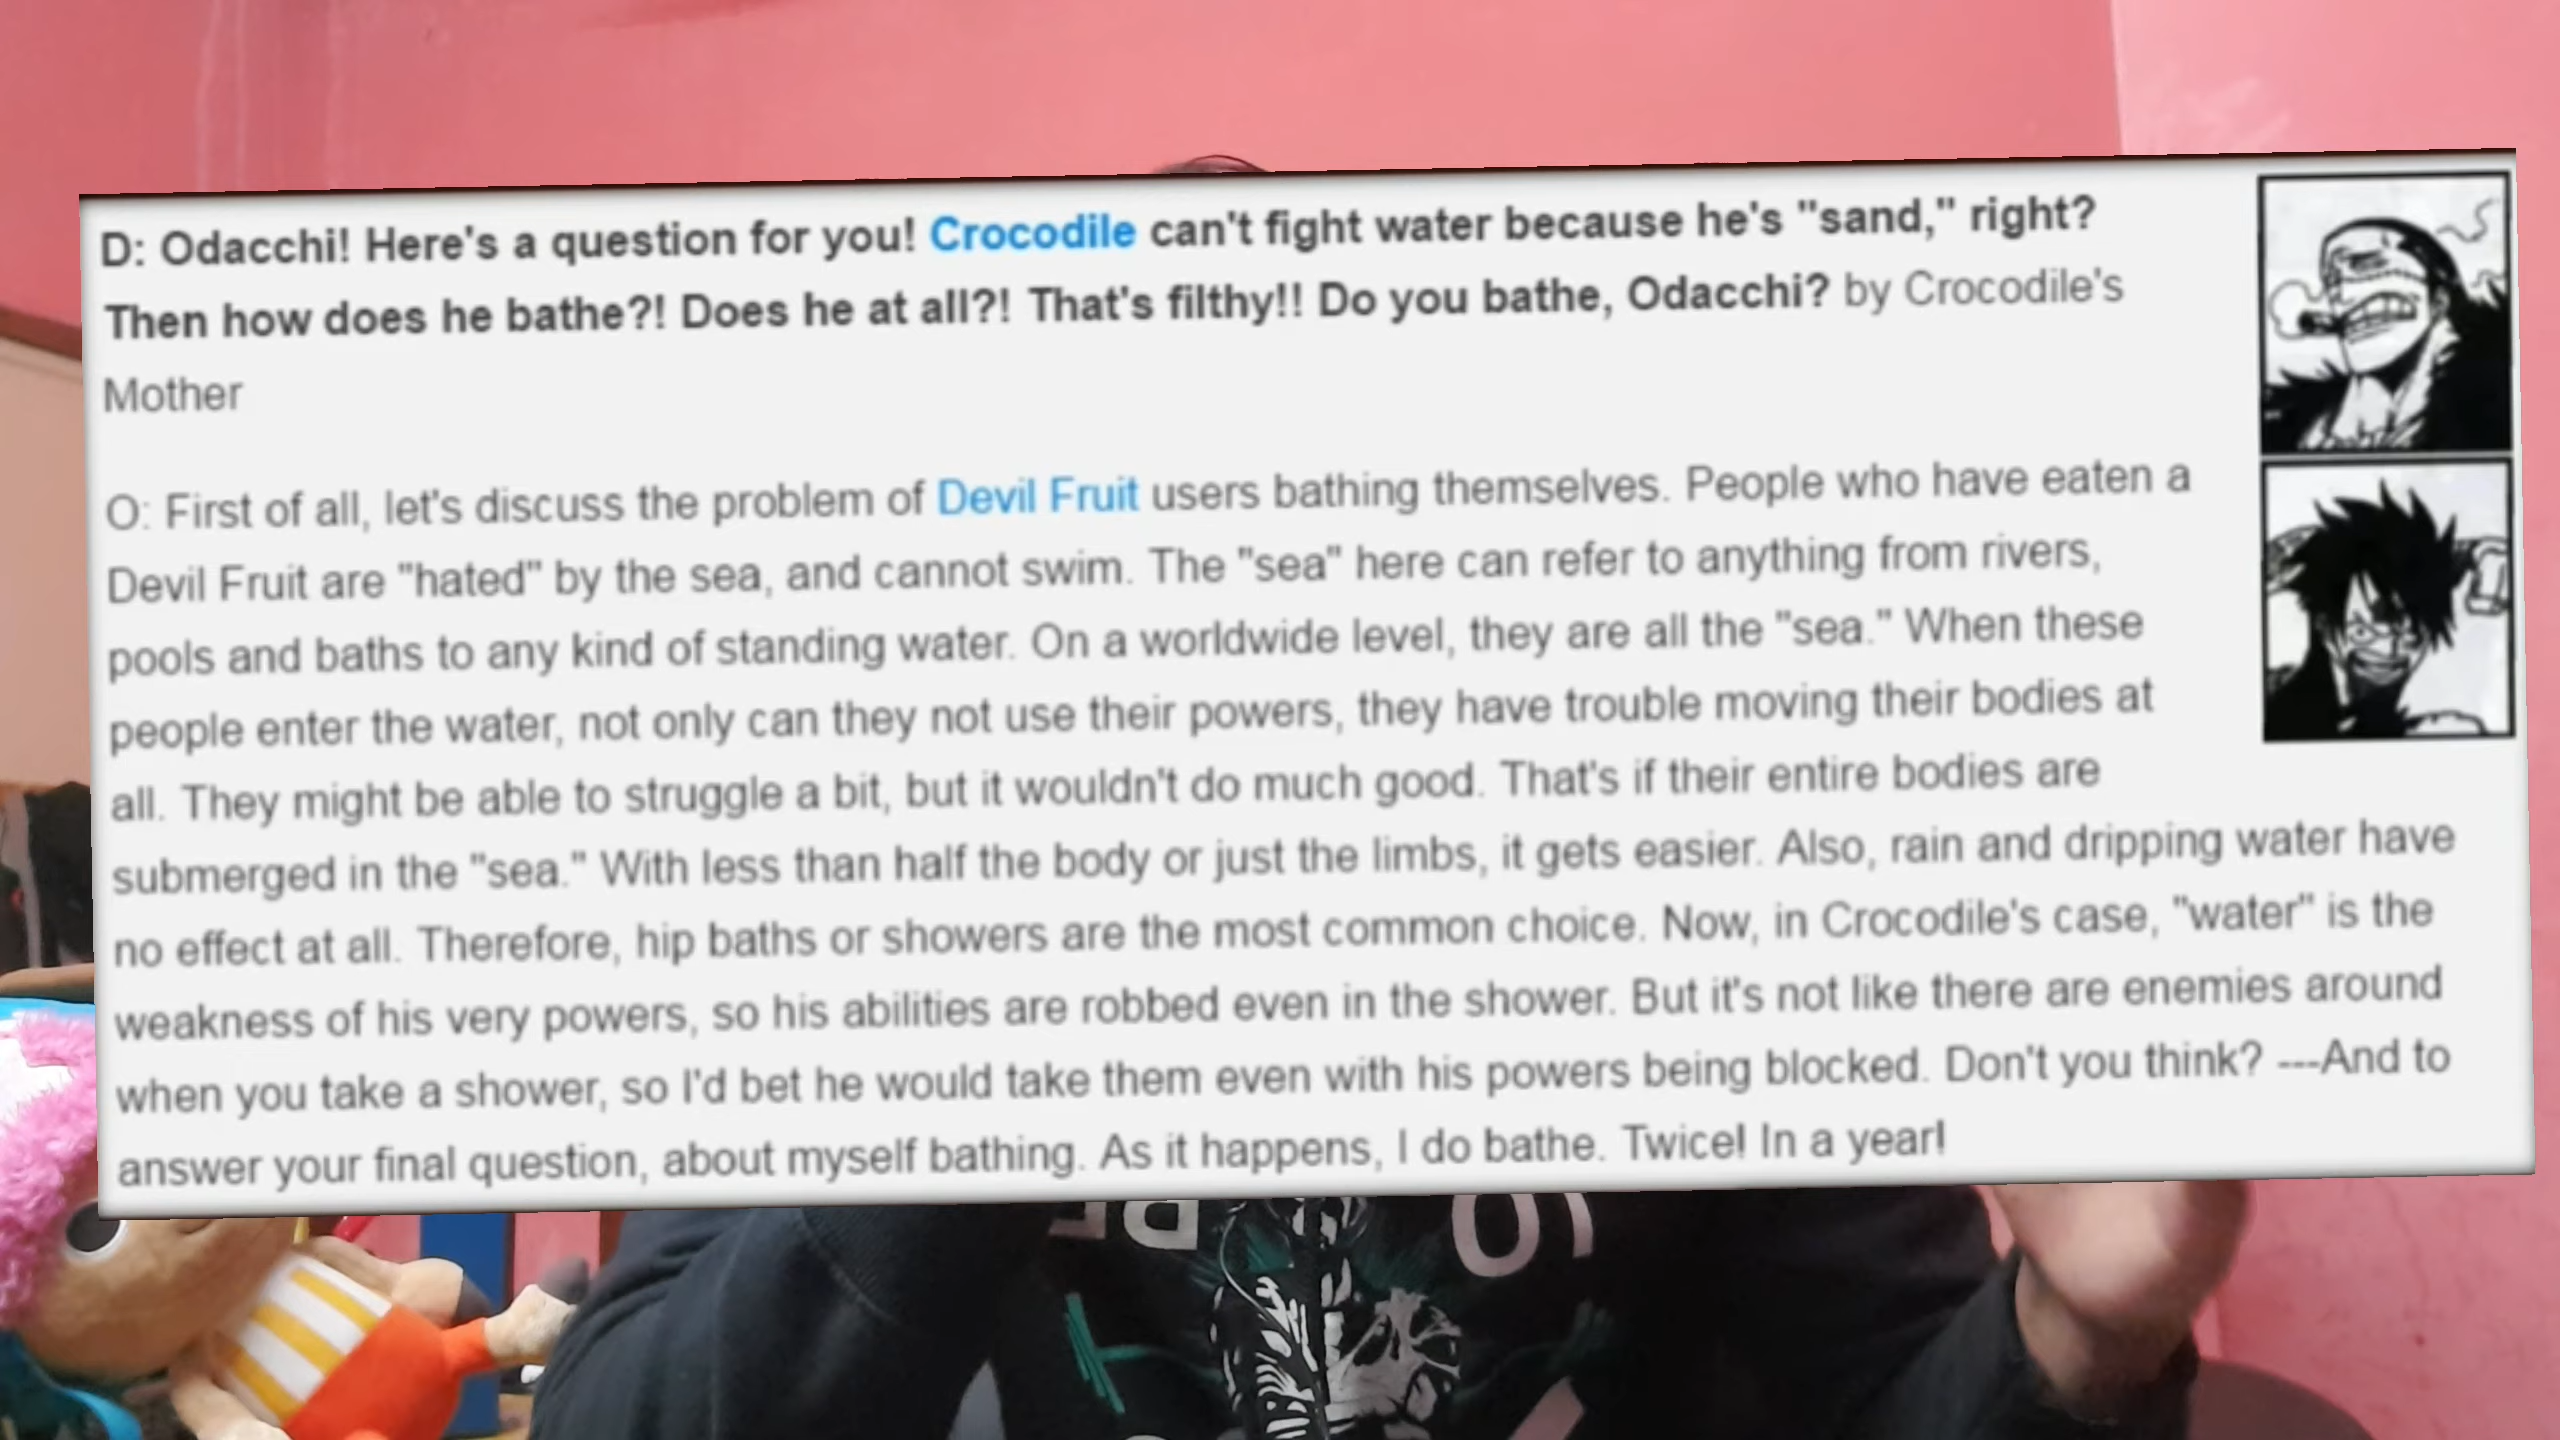 D: Odacchi! Here's a question for you! Crocodile can't fight water because he's "sand," right?
Then how does he bathe?! Does he at all?! That's filthy!! Do you bathe, Odacchi? by Crocodile's
Mother
O: First of all, let's discuss the problem of Devil Fruit users bathing themselves. People who have eaten a
Devil Fruit are "hated" by the sea, and cannot swim. The "sea" here can refer to anything from rivers,
pools and baths to any kind of standing water. On a worldwide level, they are all the "sea." When these
people enter the water, not only can they not use their powers, they have trouble moving their bodies at
all. They might be able to struggle a bit, but it wouldn't do much good. That's if their entire bodies are
submerged in the "sea." With less than half the body or just the limbs, it gets easier. Also, rain and dripping water have
no effect at all. Therefore, hip baths or showers are the most common choice. Now, in Crocodile's case, "water" is the
weakness of his very powers, so his abilities are robbed even in the shower. But it's not like there are enemies around
when you take a shower, so I'd bet he would take them even with his powers being blocked. Don't you think? ---And to
answer your final question, about myself bathing. As it happens, I do bathe. Twice! In a year!